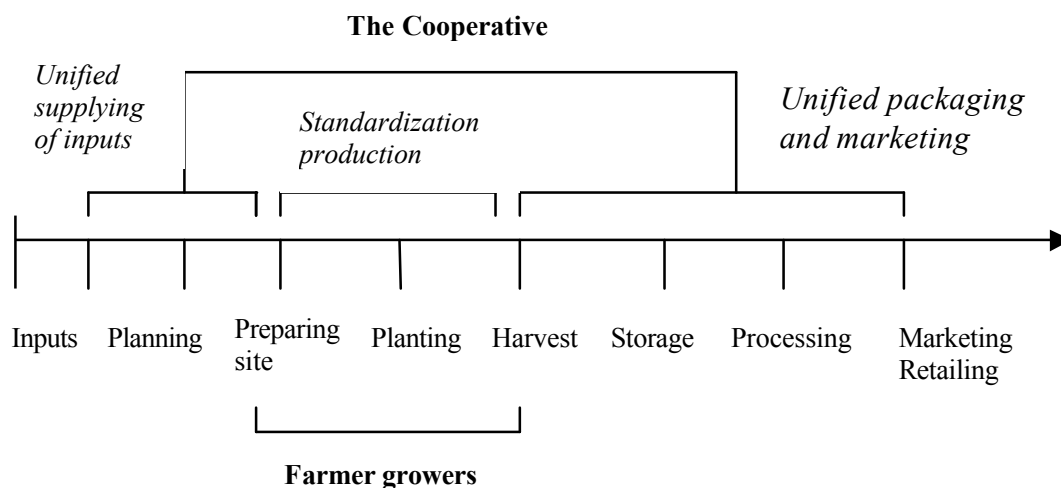 The Cooperative
Unified
supplying
of inputs
Standardization
production
Unified packaging
and marketing
Inputs
Planning
Preparing
site
Planting
Harvest
Storage
Processing
Marketing
Retailing
Farmer growers